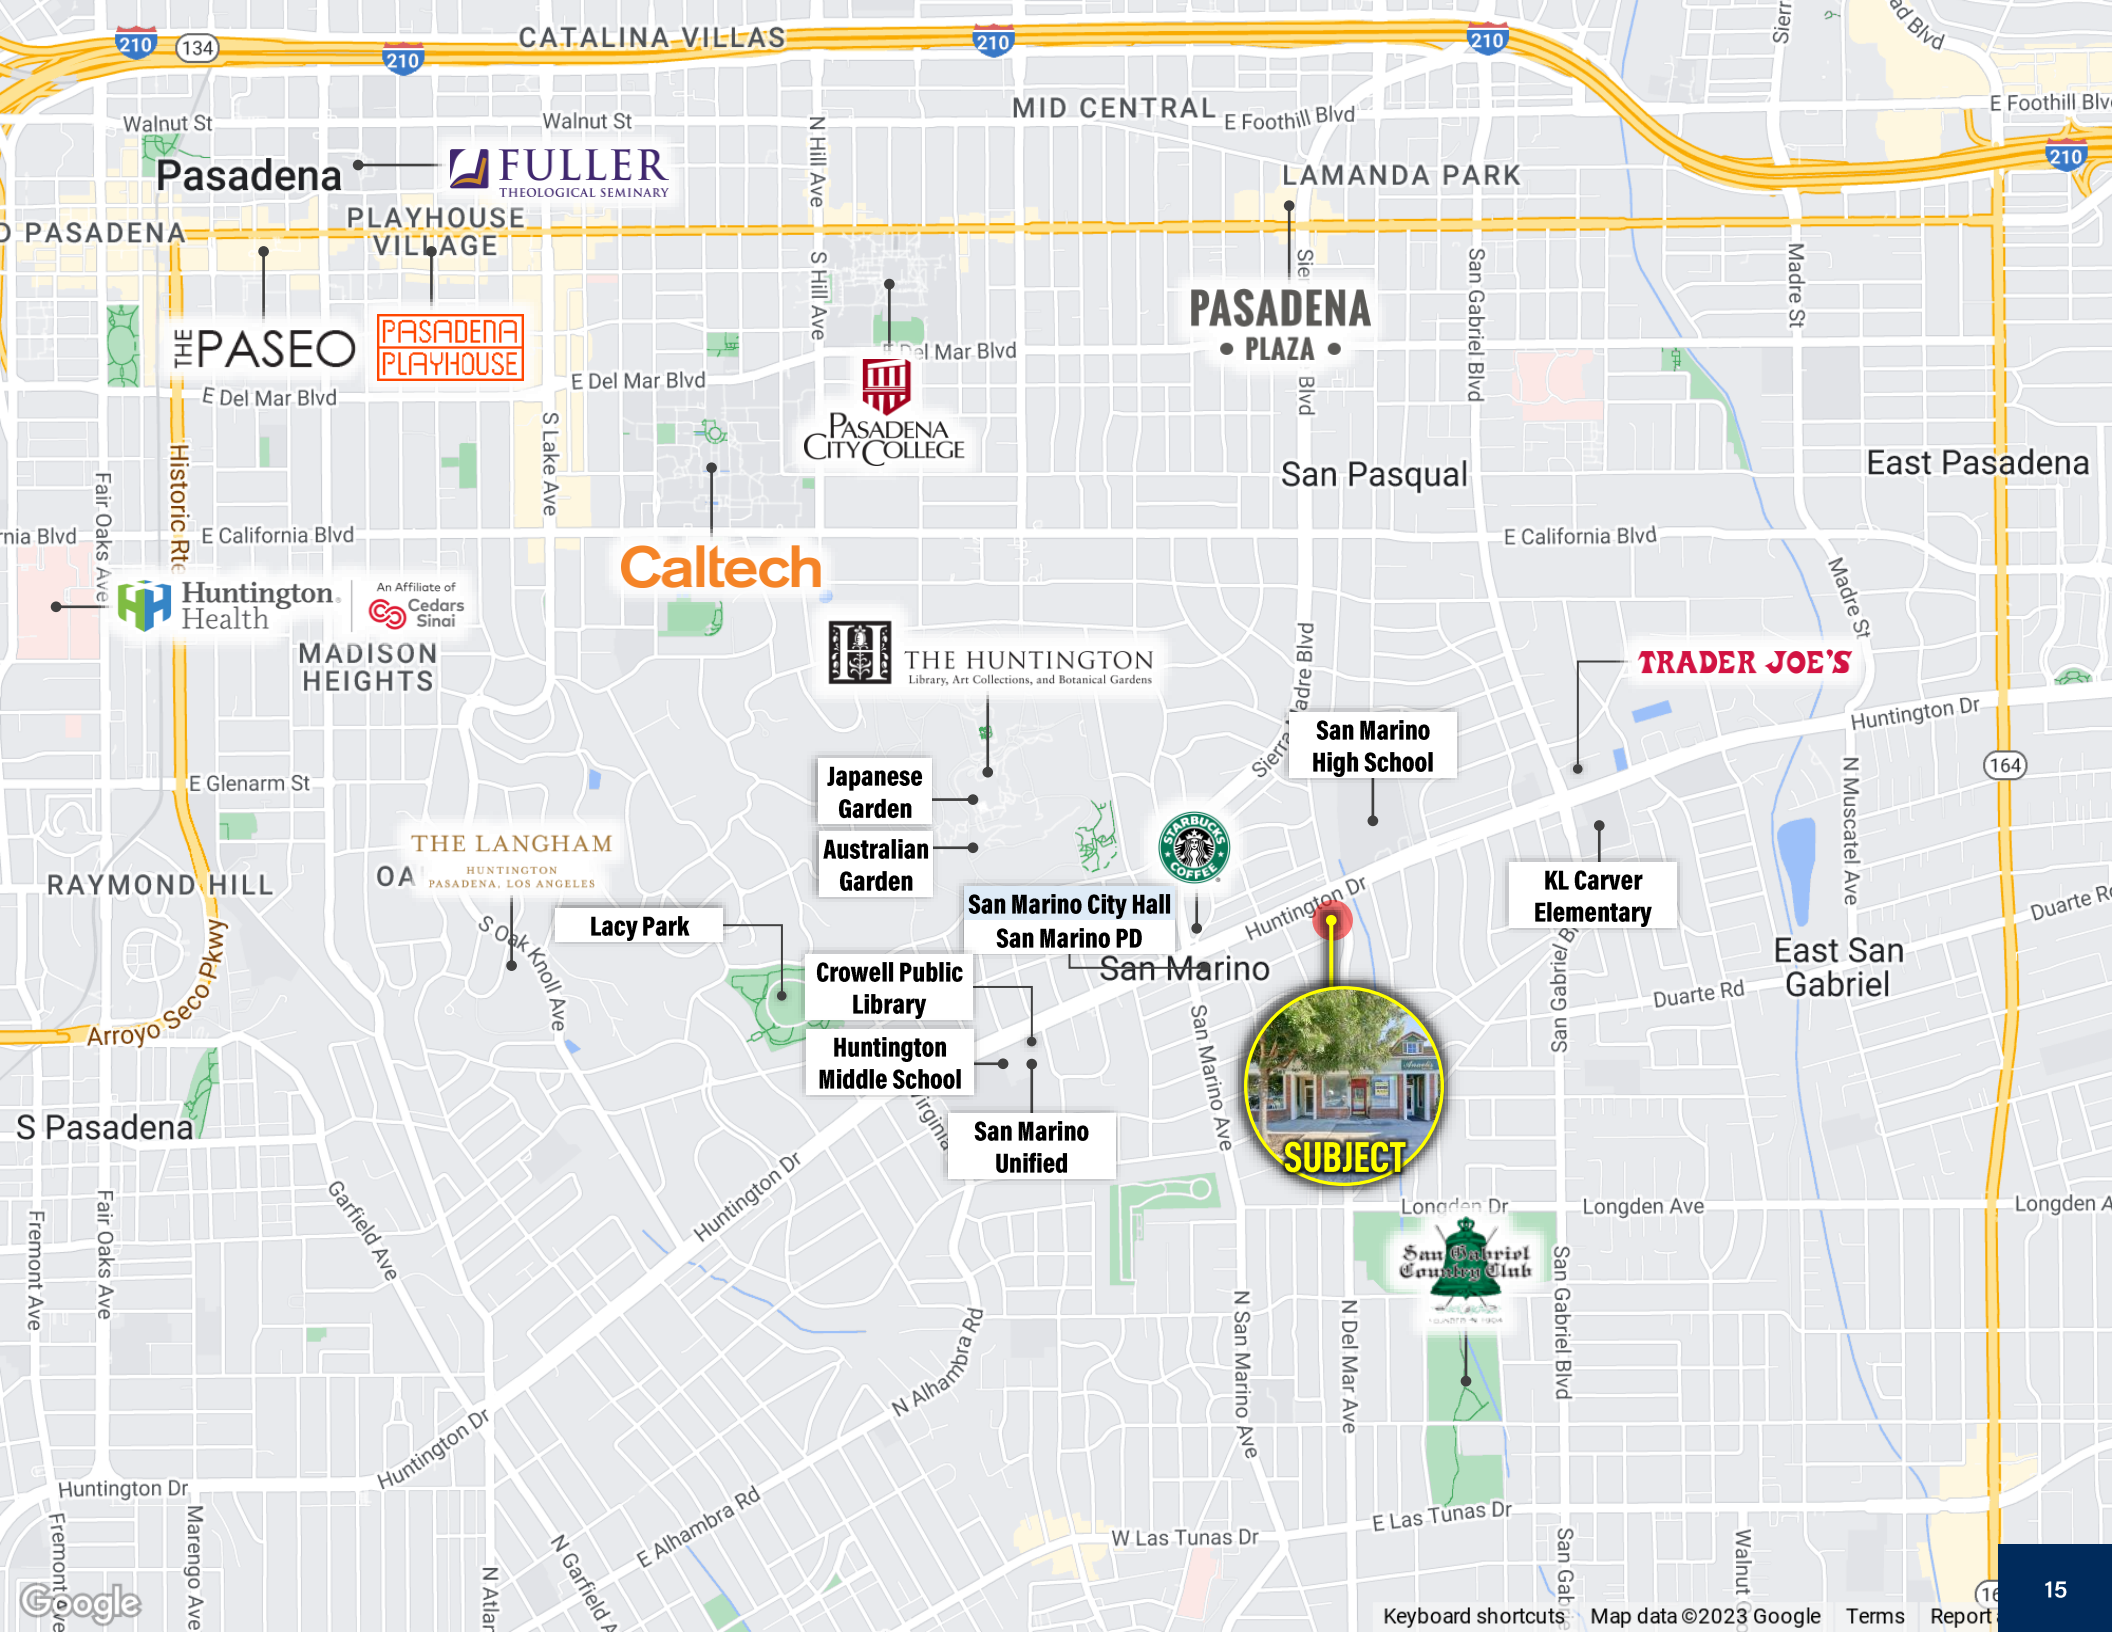 210
134
210
CATALINA VILLAS
210
210
MID CENTRAL
E Foothill Blvd
E Foothill
210
Walnut St
Walnut St
N Hill Ave
Pasadena
FULLER
THEOLOGICAL SEMINARY
LAMANDA PARK
PASADENA
PLAYHOUSE
VILLAGE
S Hill Ave
San Gabriel Blvd
Madre St
THE PASEO
PASADENA
PLAYHOUSE
PASADENA
• PLAZA •
Blvd
E Del Mar Blvd
Del Mar Blvd
E Del Mar Blvd
PASADENA
CITY COLLEGE
S Lake Ave
Historic Rte
Fair Oaks Ave
San Pasqual
East Pasadena
Blvd
E California Blvd
E California Blvd
Caltech
Madre St
Huntington
Health
An Affiliate of
Cedars
Sinai
MADISON
HEIGHTS
THE HUNTINGTON
Library, Art Collections, and Botanical Gardens
TRADER JOE'S
Huntington Dr
San Marino
High School
164
E Glenarm St
Japanese
Garden
Australian
Garden
STARBUCKS
COFFEE
N Muscatel Ave
THE LANGHAM
HUNTINGTON
PASADENA, LOS ANGELES
RAYMOND HILL
KL Carver
Elementary
Duarte
San Marino City Hall
San Marino PD
Huntington Dr
Lacy Park
S Oak Knoll Ave
San Marino
Crowell Public
Library
East San
Gabriel
Duarte Rd
San Gabriel
Arroyo Seco Pkwy
Huntington
Middle School
San Marino Ave
S Pasadena
San Marino
Unified
SUBJECT
Huntington Dr
Longden Dr
Longden Ave
Longden
San Gabriel
Country Club
Fremont Ave
Fair Oaks Ave
Garfield Ave
N San Marino Ave
N Del Mar Ave
San Gabriel Blvd
N Alhambra Rd
Huntington Dr
Huntington Dr
E Las Tunas Dr
W Las Tunas Dr
E Alhambra Rd
Fremont Ave
Marengo Ave
N Garfield
Walnut
Google
15
Keyboard shortcuts Map data ©2023 Google Terms Report